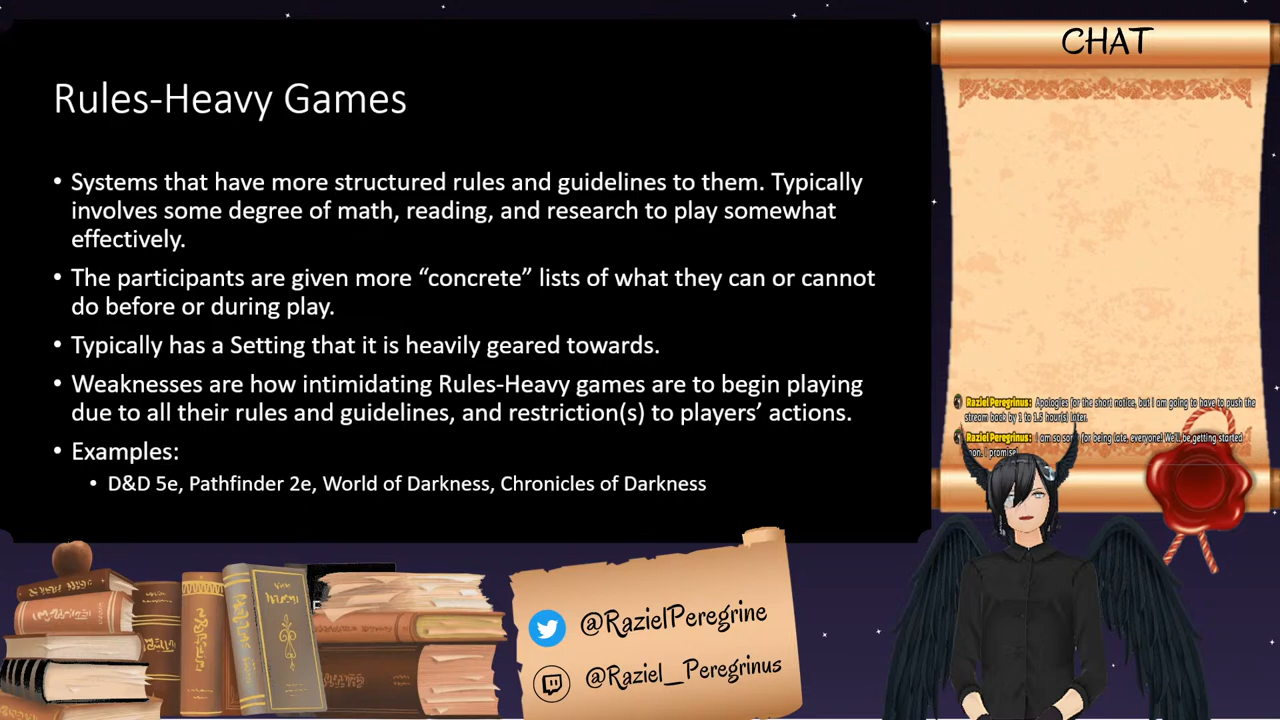 Rules-Heavy Games
• Systems that have more structured rules and guidelines to them. Typically
involves some degree of math, reading, and research to play somewhat
effectively.
• The participants are given more “concrete” lists of what they can or cannot
do before or during play.
• Typically has a Setting that it is heavily geared towards.
• Weaknesses are how intimidating Rules-Heavy games are to begin playing
due to all their rules and guidelines, and restriction(s) to players’ actions.
• Examples:
• D&D 5e, Pathfinder 2e, World of Darkness, Chronicles of Darkness
CHAT
RazielPeregrinus: Apologies for the short notice, but I am going to have to push the
stream back by 1 to 1.5 hour(s) later.
RazielPeregrinus: I am so for being late, everyone! We'll be getting started
I promise!
@RazielPeregrine
@Raziel_Peregrinus